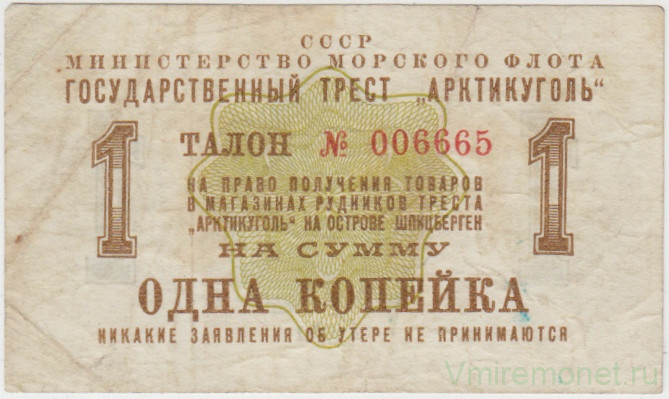 СССР
МИНИСТЕРСТВО МОРСКОГО ФЛОТА
ГОСУДАРСТВЕННЫЙ ТРЕСТ „АРКТИКУГОЛЬ“
1 ТАЛОН № 006665 1
НА ПРАВО ПОЛУЧЕНИЯ ТОВАРОВ
В МАГАЗИНАХ РУДНИКОВ ТРЕСТА
„АРКТИКУГОЛЬ“ НА ОСТРОВЕ ШПИЦБЕРГЕН
НА СУММУ
ОДНА КОПЕЙКА
НИКАКИЕ ЗАЯВЛЕНИЯ ОБ УТЕРЕ НЕ ПРИНИМАЮТСЯ
Vmiremonet.ru